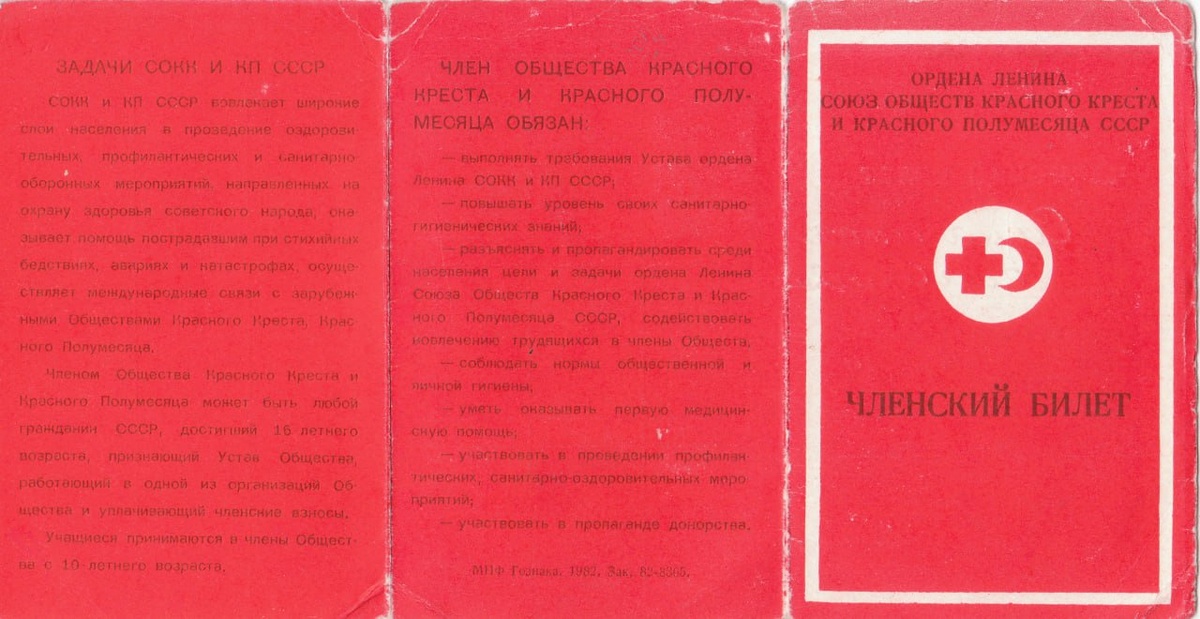 ЗАДАЧИ СОКК И КП СССР
СОКК и КП СССР вовлекает широкие
слои населения в проведение оздорови-
тельных, профилактических и санитарно-
оборонных мероприятий, направленных на
охрану здоровья советского народа, ока-
зывает помощь пострадавшим при стихийных
бедствиях, авариях и катастрофах, осуще-
ствляет международные связи с зарубеж-
ными Обществами Красного Креста, Крас-
ного Полумесяца.
Членом Общества Красного Креста и
Красного Полумесяца может быть любой
гражданин СССР, достигший 16-летнего
возраста, признающий Устав Общества,
работающий в одной из организаций Об-
щества и уплачивающий членские взносы.
Учащиеся принимаются в члены Общест-
ва с 10-летнего возраста.
ЧЛЕН ОБЩЕСТВА КРАСНОГО
КРЕСТА И КРАСНОГО ПОЛУ-
МЕСЯЦА ОБЯЗАН:
— выполнять требования Устава ордена
Ленина СОКК и КП СССР;
— повышать уровень своих санитарно-
гигиенических знаний;
— разъяснять и пропагандировать среди
населения цели и задачи ордена Ленина
Союза Обществ Красного Креста и Крас-
ного Полумесяца СССР, содействовать
вовлечению трудящихся в члены Общества,
— соблюдать нормы общественной и
личной гигиены;
— уметь оказывать первую медицин-
скую помощь;
— участвовать в проведении профилак-
тических, санитарно-оздоровительных меро
приятий;
— участвовать в пропаганде донорства.
МПФ Гознака. 1982. Зак. 82-3365.
ОРДЕНА ЛЕНИНА
СОЮЗ ОБЩЕСТВ КРАСНОГО КРЕСТА
И КРАСНОГО ПОЛУМЕСЯЦА СССР
ЧЛЕНСКИЙ БИЛЕТ